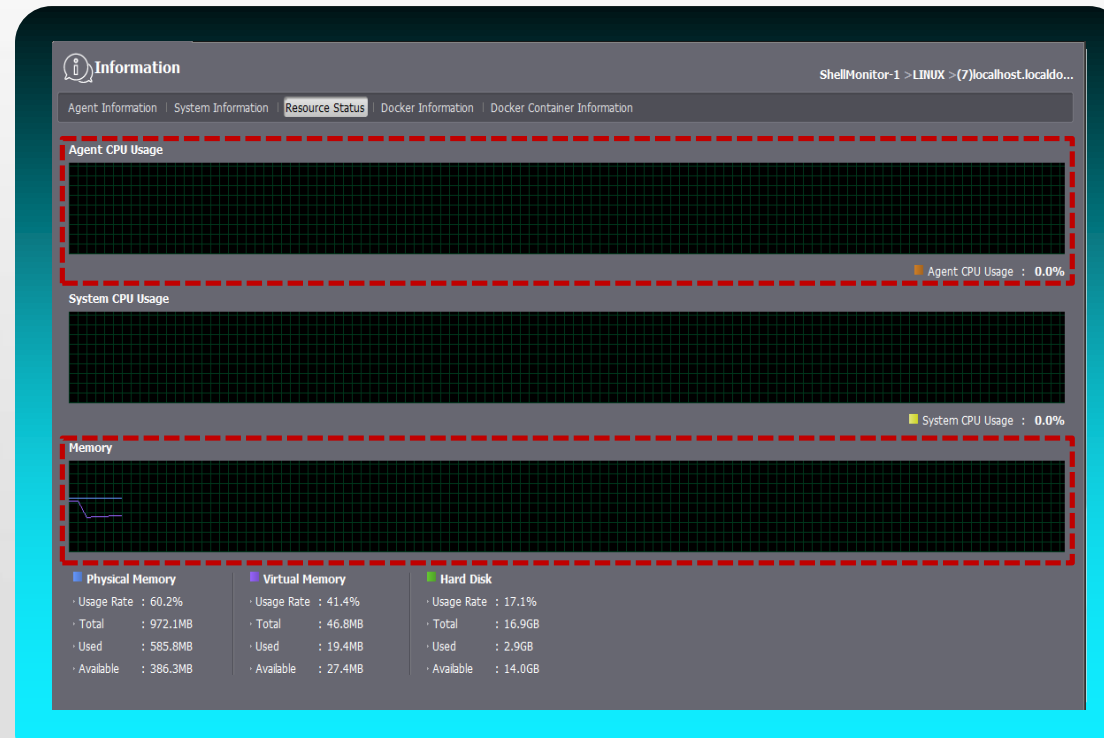 Information
ShellMonitor-1 >LINUX >(7)localhost.localdo...
Agent Information | System Information | Resource Status | Docker Information | Docker Container Information
Agent CPU Usage
Agent CPU Usage : 0.0%
System CPU Usage
System CPU Usage : 0.0%
Memory
Physical Memory
· Usage Rate : 60.2%
· Total : 972.1MB
· Used : 585.8MB
· Available : 386.3MB
Virtual Memory
· Usage Rate : 41.4%
· Total : 46.8MB
· Used : 19.4MB
· Available : 27.4MB
Hard Disk
· Usage Rate : 17.1%
· Total : 16.9GB
· Used : 2.9GB
· Available : 14.0GB